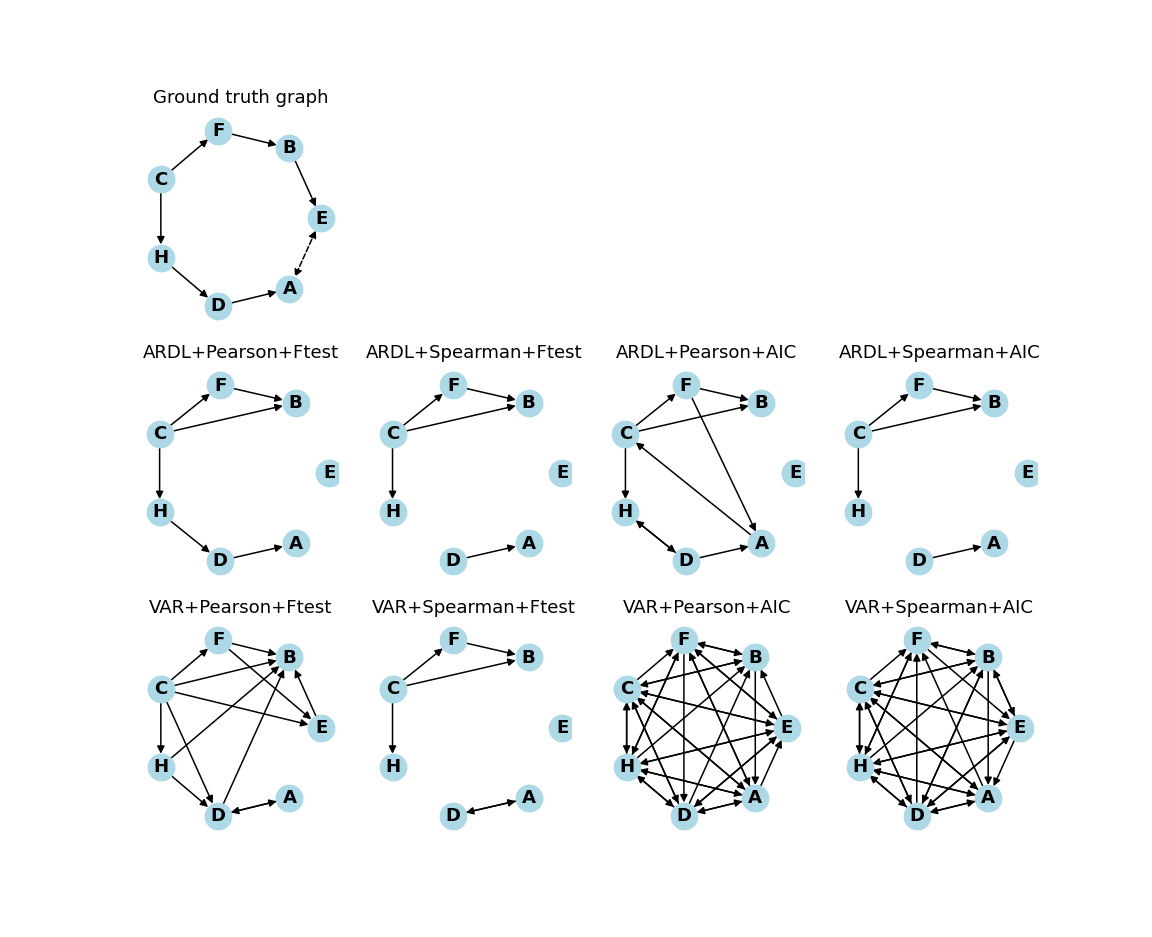 Ground truth graph
F
B
C
E
H
A
D
ARDL+Pearson+Ftest
ARDL+Spearman+Ftest
ARDL+Pearson+AIC
ARDL+Spearman+AIC
F
B
C
E
H
A
D
F
B
C
E
H
A
D
F
B
C
E
H
A
D
F
B
C
E
H
A
D
VAR+Pearson+Ftest
VAR+Spearman+Ftest
VAR+Pearson+AIC
VAR+Spearman+AIC
F
B
C
E
H
A
D
F
B
C
E
H
A
D
F
B
C
E
H
A
D
F
B
C
E
H
A
D